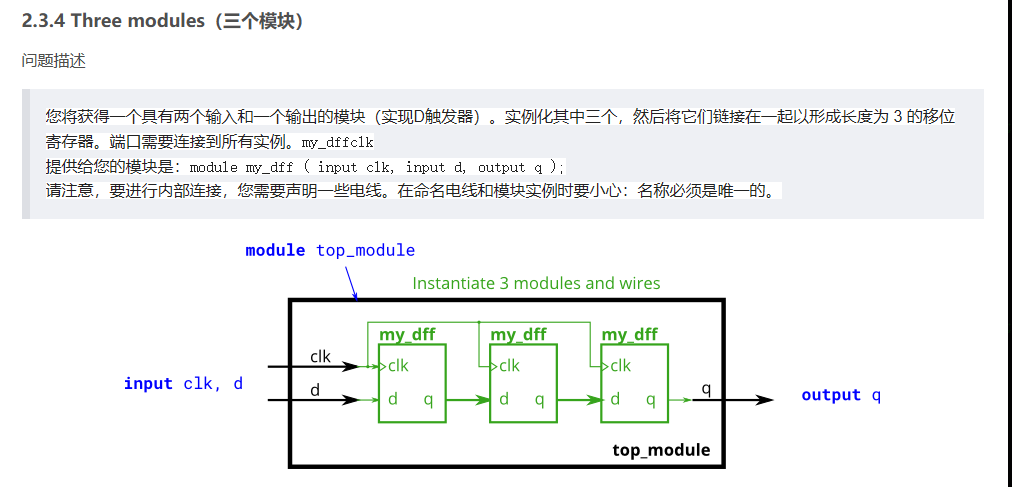 2.3.4 Three modules（三个模块）
问题描述
您将获得一个具有两个输入和一个输出的模块（实现D触发器）。实例化其中三个，然后将它们链接在一起以形成长度为 3 的移位
寄存器。端口需要连接到所有实例。my_dffclk
提供给您的模块是：module my_dff ( input clk, input d, output q );
请注意，要进行内部连接，您需要声明一些电线。在命名电线和模块实例时要小心：名称必须是唯一的。
module top_module
Instantiate 3 modules and wires
my_dff my_dff my_dff
clk clk clk clk
input clk, d
d d q d q d q q
output q
top_module